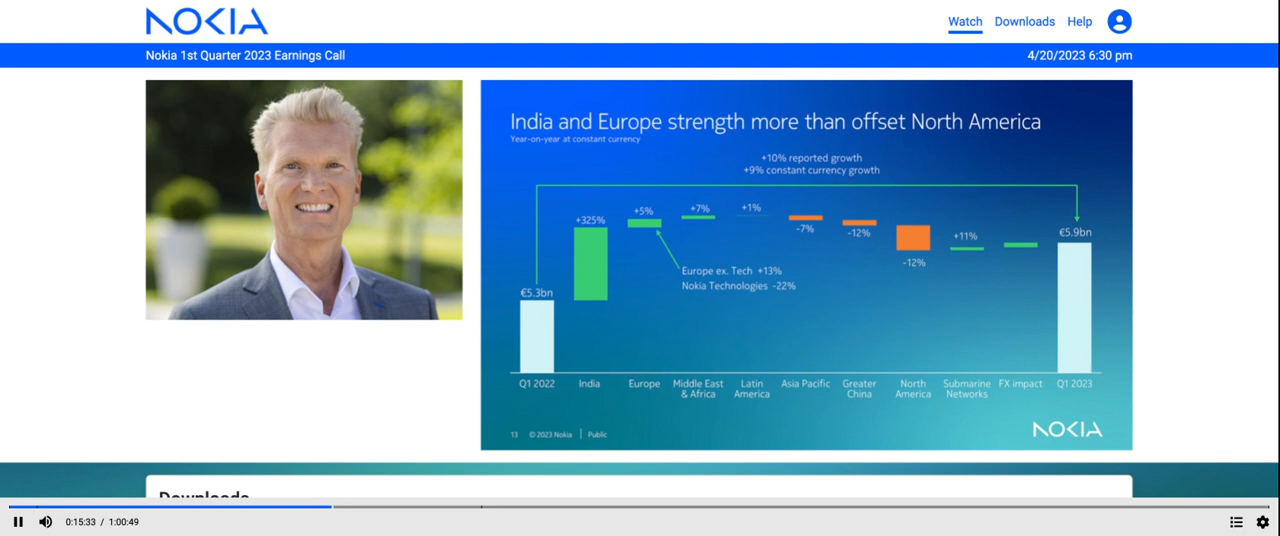 NOKIA
Watch Downloads Help
Nokia 1st Quarter 2023 Earnings Call
4/20/2023 6:30 pm
India and Europe strength more than offset North America
Year-on-year at constant currency
+10% reported growth
+9% constant currency growth
€5.3bn
+325%
+5%
+7%
+1%
-7%
-12%
-12%
+11%
€5.9bn
Europe ex. Tech +13%
Nokia Technologies -22%
Q1 2022
India
Europe
Middle East
& Africa
Latin
America
Asia Pacific
Greater
China
North
America
Submarine
Networks
FX impact
Q1 2023
13 © 2023 Nokia | Public
NOKIA
Downloads
0:15:33 / 1:00:49